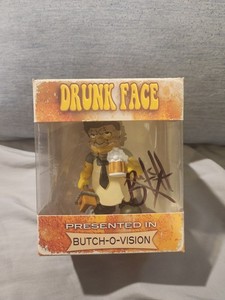 DRUNK FACE
PRESENTED IN
BUTCH-O-VISION